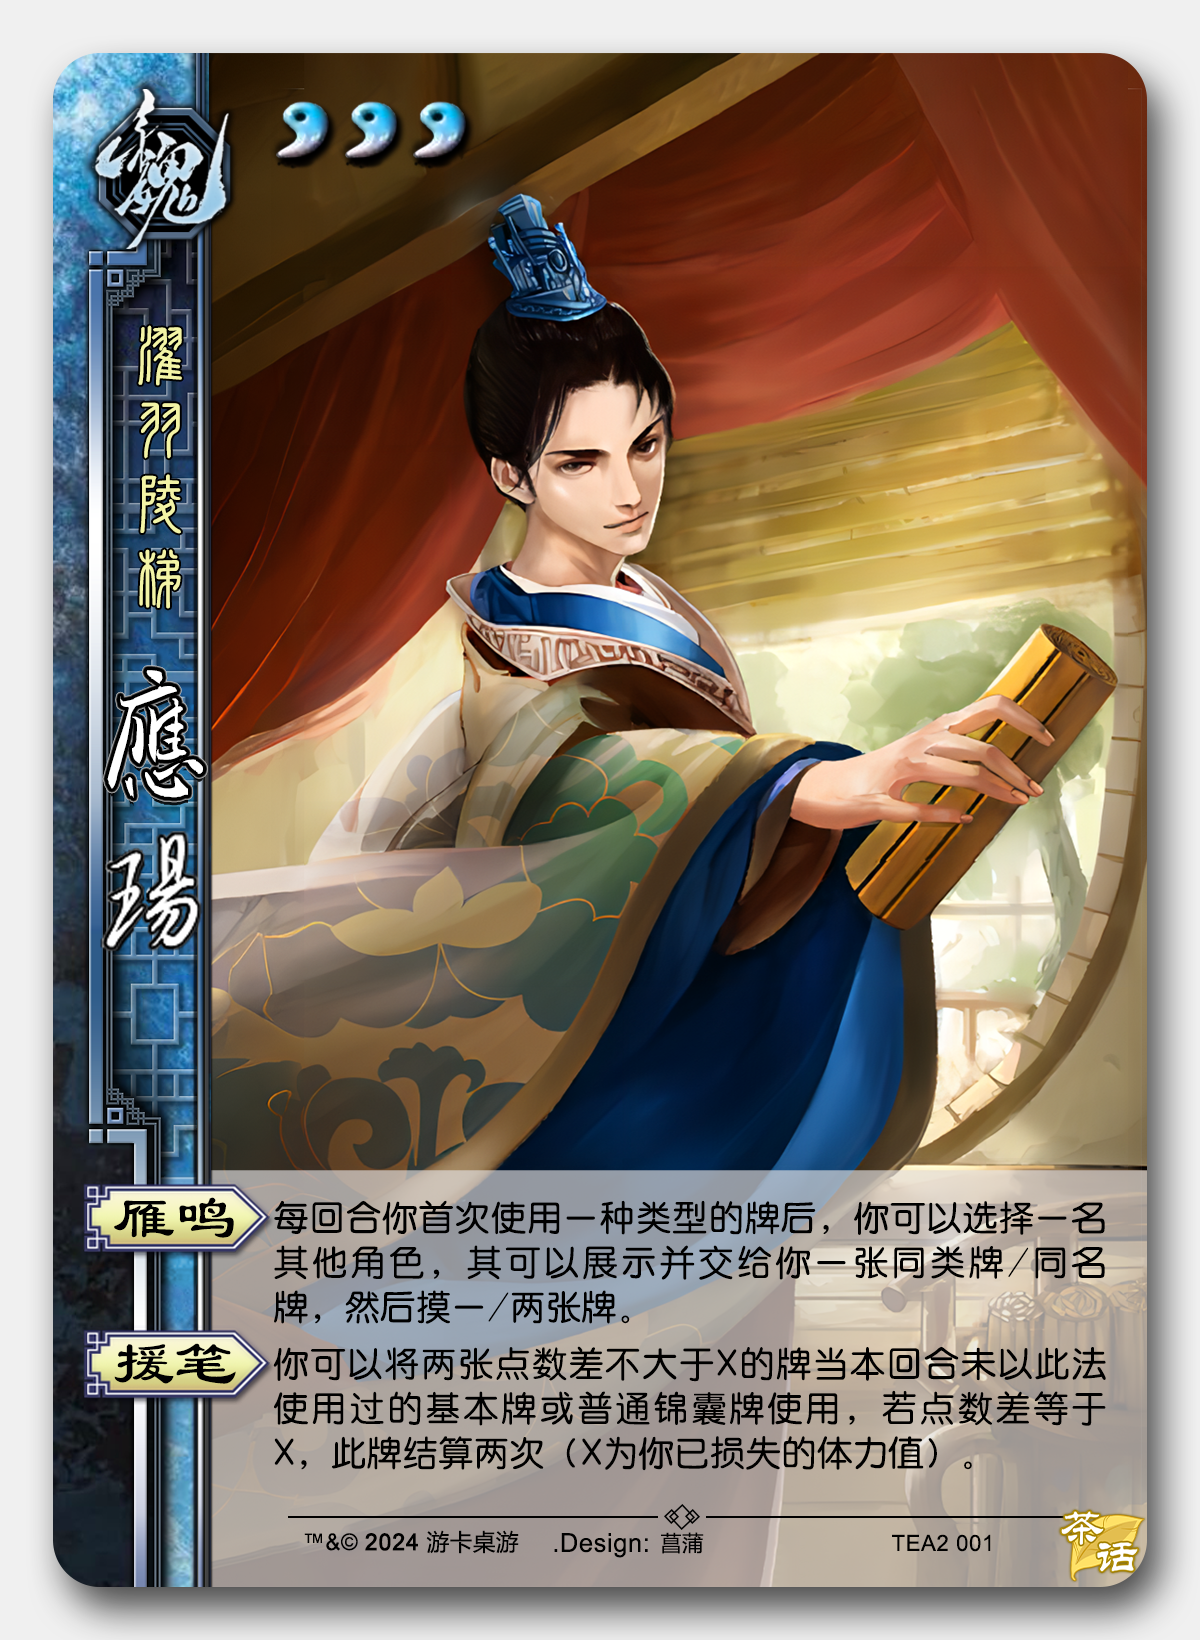 魏
濯羽陵梯
應瑒
雁鸣
每回合你首次使用一种类型的牌后，你可以选择一名
其他角色，其可以展示并交给你一张同类牌/同名
牌，然后摸一/两张牌。
援笔
你可以将两张点数差不大于X的牌当本回合未以此法
使用过的基本牌或普通锦囊牌使用，若点数差等于
X，此牌结算两次（X为你已损失的体力值）。
™&© 2024 游卡桌游 .Design: 菖蒲 TEA2 001
茶话